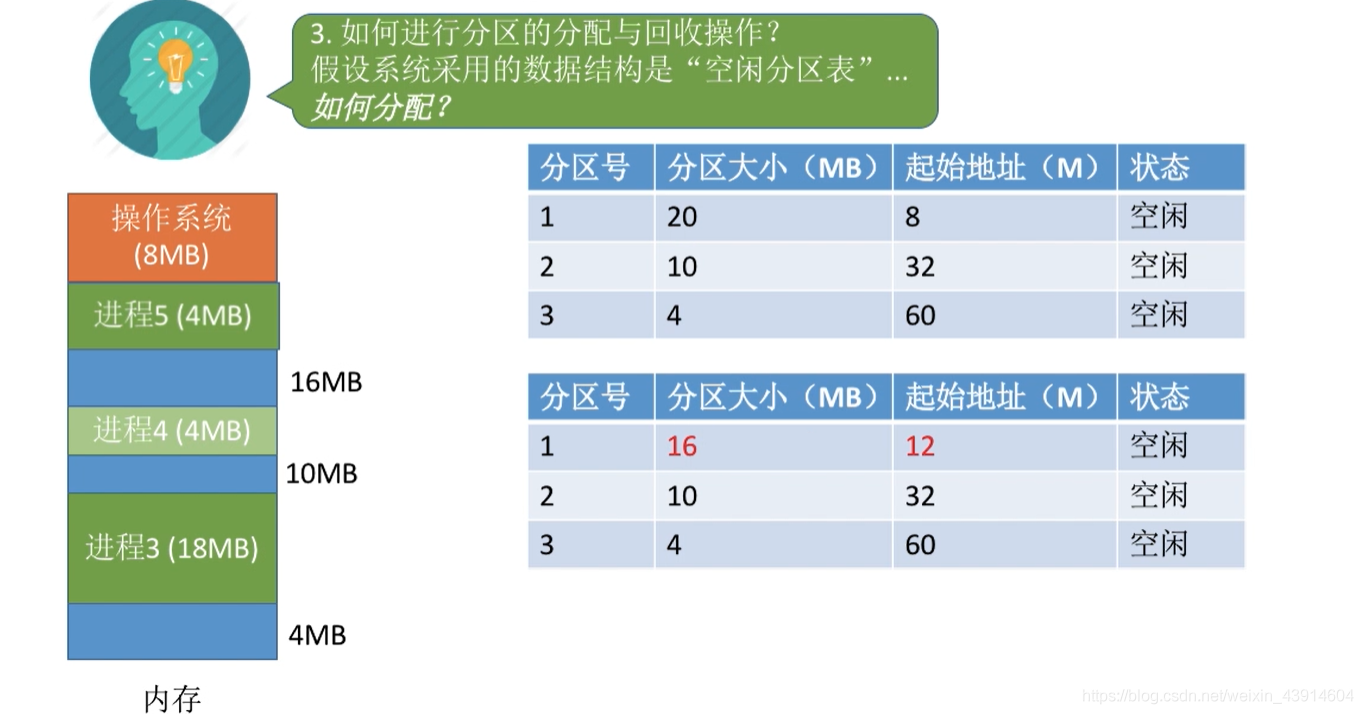 3. 如何进行分区的分配与回收操作？
假设系统采用的数据结构是“空闲分区表”...
如何分配？
操作系统
(8MB)
进程5 (4MB)
16MB
进程4 (4MB)
10MB
进程3 (18MB)
4MB
内存
分区号 分区大小（MB） 起始地址（M） 状态
1 20 8 空闲
2 10 32 空闲
3 4 60 空闲
分区号 分区大小（MB） 起始地址（M） 状态
1 16 12 空闲
2 10 32 空闲
3 4 60 空闲
https://blog.csdn.net/weixin_43914604